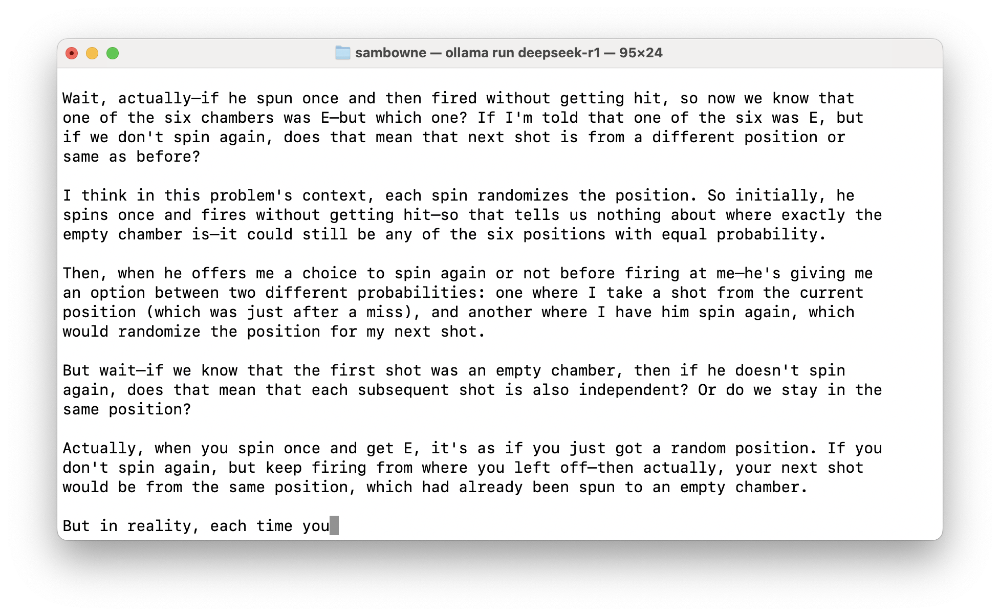 sambowne — ollama run deepseek-r1 — 95×24
Wait, actually—if he spun once and then fired without getting hit, so now we know that
one of the six chambers was E—but which one? If I'm told that one of the six was E, but
if we don't spin again, does that mean that next shot is from a different position or
same as before?
I think in this problem's context, each spin randomizes the position. So initially, he
spins once and fires without getting hit—so that tells us nothing about where exactly the
empty chamber is—it could still be any of the six positions with equal probability.
Then, when he offers me a choice to spin again or not before firing at me—he's giving me
an option between two different probabilities: one where I take a shot from the current
position (which was just after a miss), and another where I have him spin again, which
would randomize the position for my next shot.
But wait—if we know that the first shot was an empty chamber, then if he doesn't spin
again, does that mean that each subsequent shot is also independent? Or do we stay in the
same position?
Actually, when you spin once and get E, it's as if you just got a random position. If you
don't spin again, but keep firing from where you left off—then actually, your next shot
would be from the same position, which had already been spun to an empty chamber.
But in reality, each time you